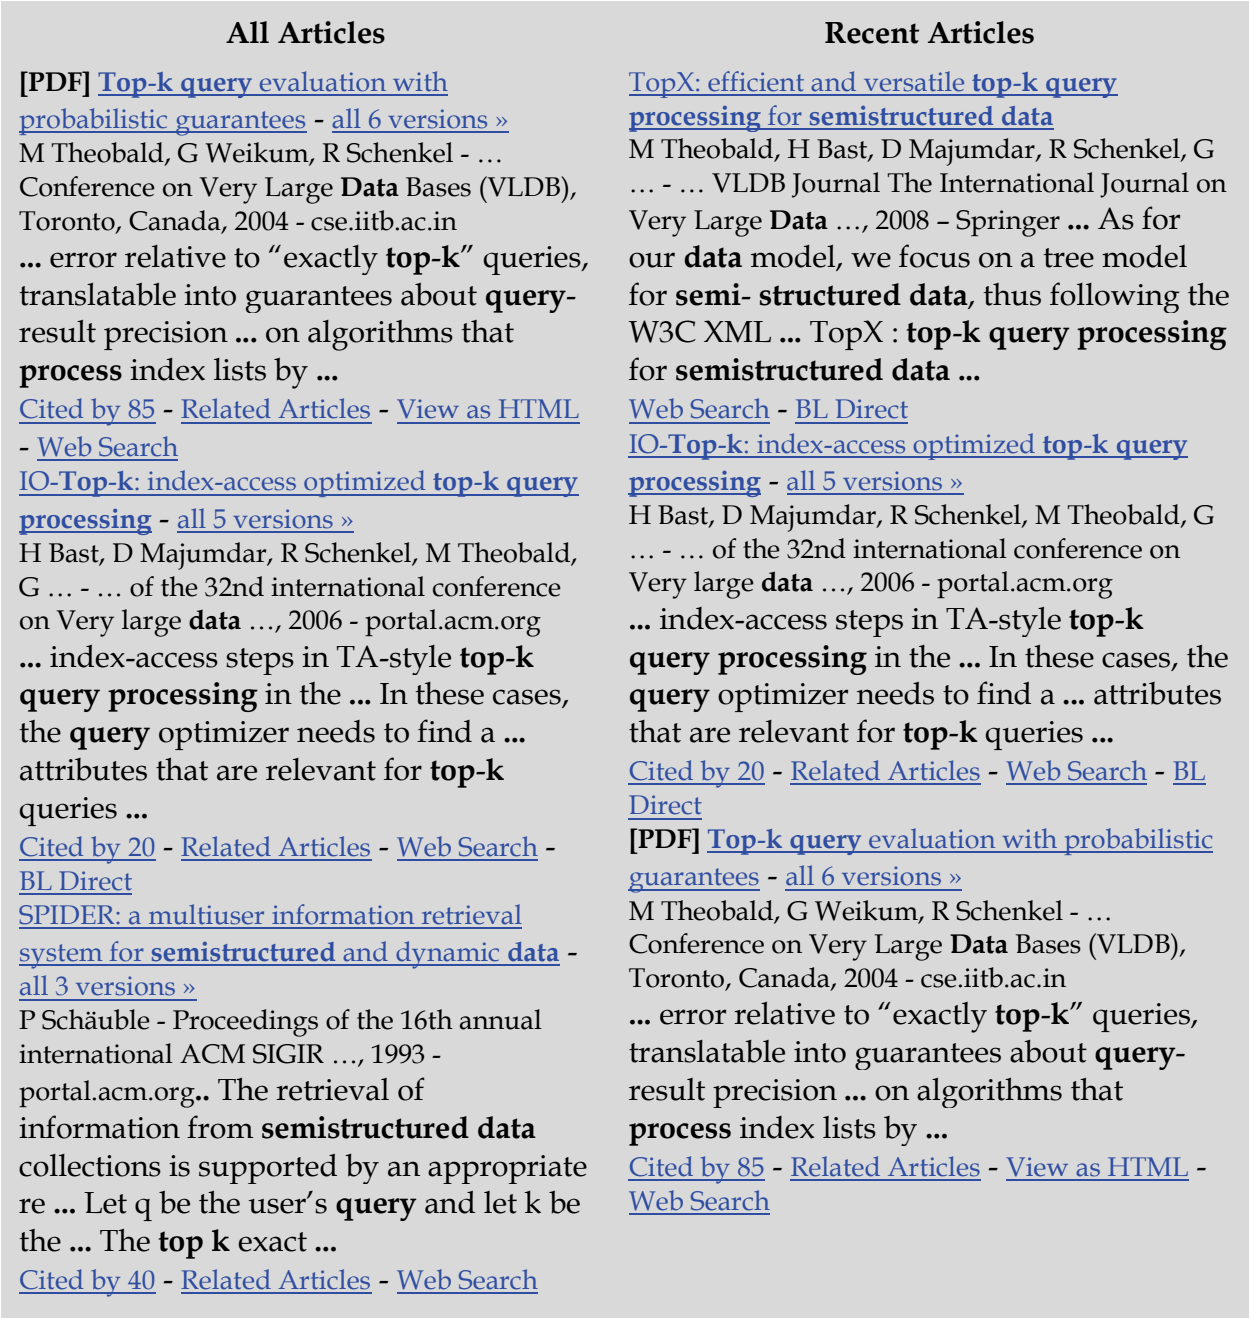 All Articles
[PDF] Top-k query evaluation with
probabilistic guarantees - all 6 versions »
M Theobald, G Weikum, R Schenkel - …
Conference on Very Large Data Bases (VLDB),
Toronto, Canada, 2004 - cse.iitb.ac.in
... error relative to “exactly top-k” queries,
translatable into guarantees about query-
result precision ... on algorithms that
process index lists by ...
Cited by 85 - Related Articles - View as HTML
- Web Search
IO-Top-k: index-access optimized top-k query
processing - all 5 versions »
H Bast, D Majumdar, R Schenkel, M Theobald,
G … - … of the 32nd international conference
on Very large data …, 2006 - portal.acm.org
... index-access steps in TA-style top-k
query processing in the ... In these cases,
the query optimizer needs to find a ...
attributes that are relevant for top-k
queries ...
Cited by 20 - Related Articles - Web Search -
BL Direct
SPIDER: a multiuser information retrieval
system for semistructured and dynamic data -
all 3 versions »
P Schäuble - Proceedings of the 16th annual
international ACM SIGIR …, 1993 -
portal.acm.org.. The retrieval of
information from semistructured data
collections is supported by an appropriate
re ... Let q be the user’s query and let k be
the ... The top k exact ...
Cited by 40 - Related Articles - Web Search
Recent Articles
TopX: efficient and versatile top-k query
processing for semistructured data
M Theobald, H Bast, D Majumdar, R Schenkel, G
… - … VLDB Journal The International Journal on
Very Large Data …, 2008 – Springer ... As for
our data model, we focus on a tree model
for semi- structured data, thus following the
W3C XML ... TopX : top-k query processing
for semistructured data ...
Web Search - BL Direct
IO-Top-k: index-access optimized top-k query
processing - all 5 versions »
H Bast, D Majumdar, R Schenkel, M Theobald, G
… - … of the 32nd international conference on
Very large data …, 2006 - portal.acm.org
... index-access steps in TA-style top-k
query processing in the ... In these cases, the
query optimizer needs to find a ... attributes
that are relevant for top-k queries ...
Cited by 20 - Related Articles - Web Search - BL
Direct
[PDF] Top-k query evaluation with probabilistic
guarantees - all 6 versions »
M Theobald, G Weikum, R Schenkel - …
Conference on Very Large Data Bases (VLDB),
Toronto, Canada, 2004 - cse.iitb.ac.in
... error relative to “exactly top-k” queries,
translatable into guarantees about query-
result precision ... on algorithms that
process index lists by ...
Cited by 85 - Related Articles - View as HTML -
Web Search